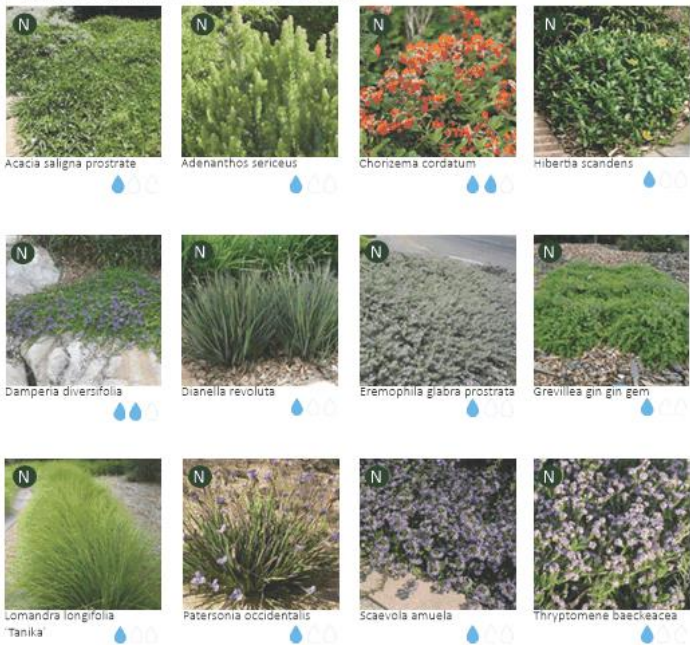 N N N N
Acacia saligna prostrate
Adenanthos sericeus
Chorizema cordatum
Hibertia scandens
N N N N
Damperia diversifolia
Dianella revoluta
Eremophila glabra prostrata
Grevillea gin gin gem
N N N N
Lomandra longifolia
'Tanika'
Patersonia occidentalis
Scaevola amuela
Thryptomene baeckeacea